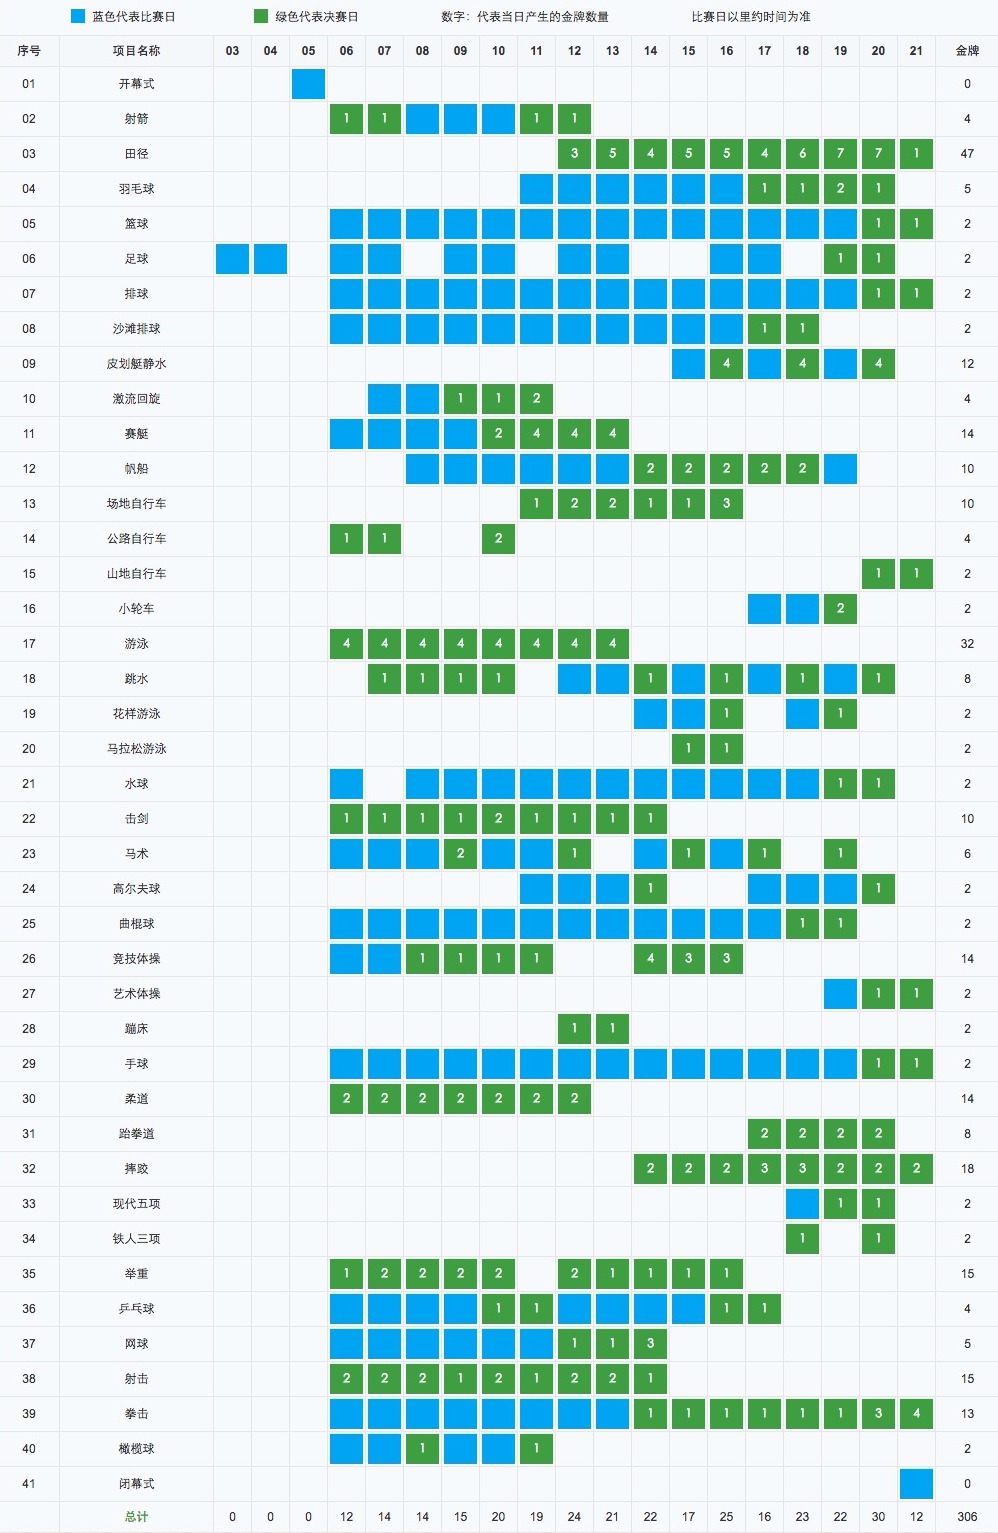 蓝色代表比赛日 绿色代表决赛日 数字：代表当日产生的金牌数量 比赛日以里约时间为准
序号 项目名称 03 04 05 06 07 08 09 10 11 12 13 14 15 16 17 18 19 20 21 金牌
01 开幕式 0
02 射箭 1 1 1 1 4
03 田径 3 5 4 5 5 4 6 7 7 1 47
04 羽毛球 1 1 2 1 5
05 篮球 1 1 2
06 足球 1 1 2
07 排球 1 1 2
08 沙滩排球 1 1 2
09 皮划艇静水 4 4 4 12
10 激流回旋 1 1 2 4
11 赛艇 2 4 4 4 14
12 帆船 2 2 2 2 2 10
13 场地自行车 1 2 2 1 1 3 10
14 公路自行车 1 1 2 4
15 山地自行车 1 1 2
16 小轮车 2 2
17 游泳 4 4 4 4 4 4 4 4 32
18 跳水 1 1 1 1 1 1 1 1 8
19 花样游泳 1 1 2
20 马拉松游泳 1 1 2
21 水球 1 1 2
22 击剑 1 1 1 1 2 1 1 1 1 10
23 马术 2 1 1 1 1 6
24 高尔夫球 1 1 2
25 曲棍球 1 1 2
26 竞技体操 1 1 1 1 4 3 3 14
27 艺术体操 1 1 2
28 蹦床 1 1 2
29 手球 1 1 2
30 柔道 2 2 2 2 2 2 2 14
31 跆拳道 2 2 2 2 8
32 摔跤 2 2 2 3 3 2 2 2 18
33 现代五项 1 1 2
34 铁人三项 1 1 2
35 举重 1 2 2 2 2 2 1 1 1 1 15
36 乒乓球 1 1 1 1 4
37 网球 1 1 3 5
38 射击 2 2 2 1 2 1 2 2 1 15
39 拳击 1 1 1 1 1 1 3 4 13
40 橄榄球 1 1 2
41 闭幕式 0
总计 0 0 0 12 14 14 15 20 19 24 21 22 17 25 16 23 22 30 12 306